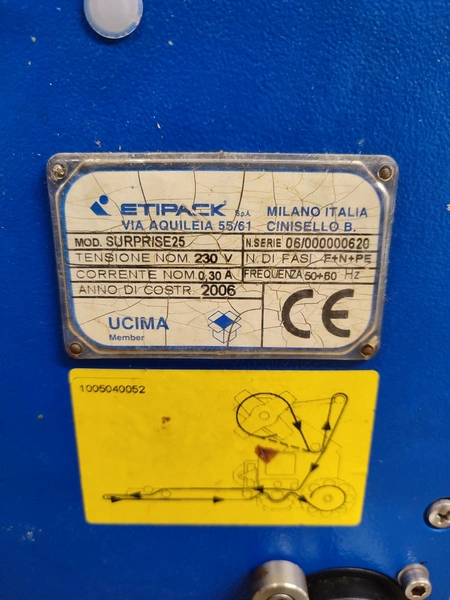 ETIPACK S.p.A. MILANO ITALIA
VIA AQUILEIA 55/61 CINISELLO B.
MOD. SURPRISE25 N.SERIE 06/000000620
TENSIONE NOM. 230 V N. DI FASI F+N+PE
CORRENTE NOM. 0,30 A FREQUENZA 50+60 Hz
ANNO DI COSTR. 2006
CE
UCIMA
Member
1005040052